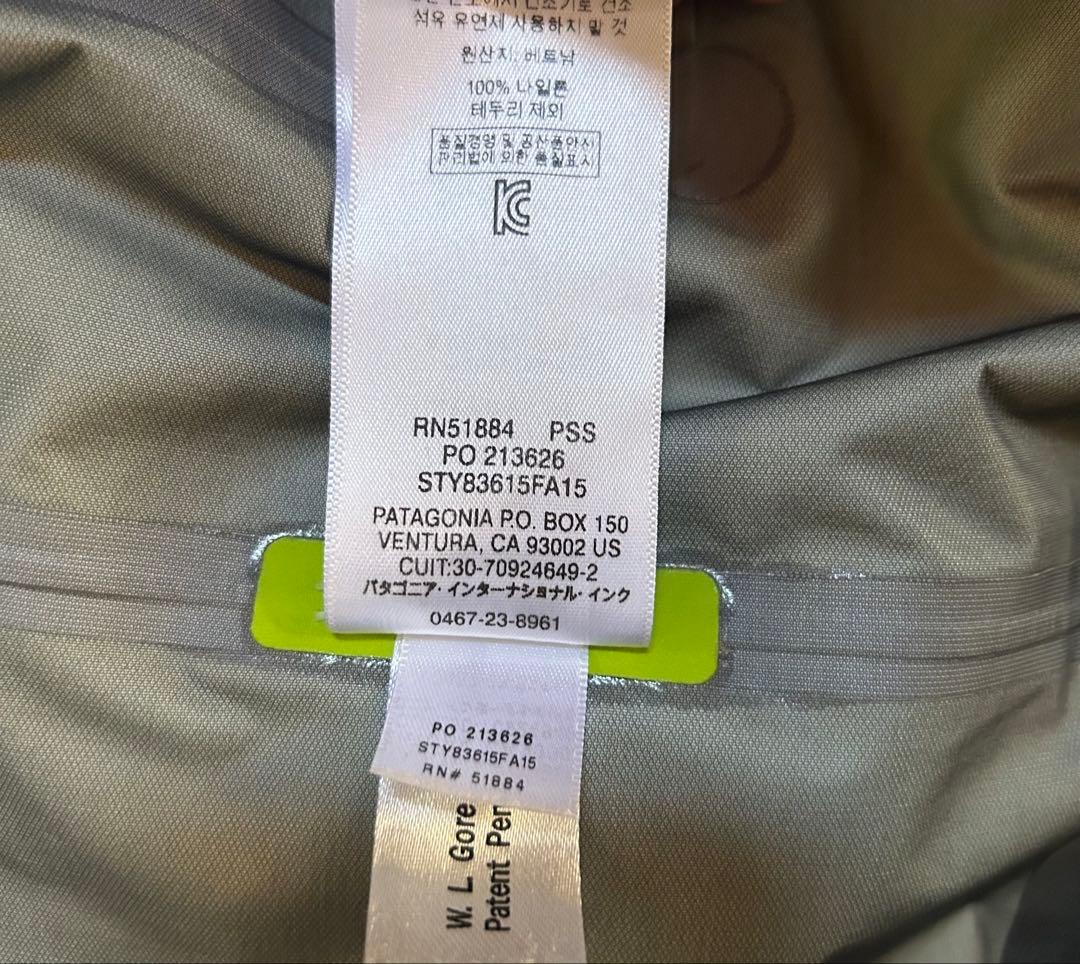 석유 유연제 사용하지 말 것
원산지: 베트남
100% 나일론
테두리 제외
품질경영 및 공산품안전
관리법에 의한 품질표시
RN51884 PSS
PO 213626
STY83615FA15
PATAGONIA P.O. BOX 150
VENTURA, CA 93002 US
CUIT:30-70924649-2
パタゴニア・インターナショナル・インク
0467-23-8961
PO 213626
STY83615FA15
RN# 51884
W. L. Gore
Patent Pen